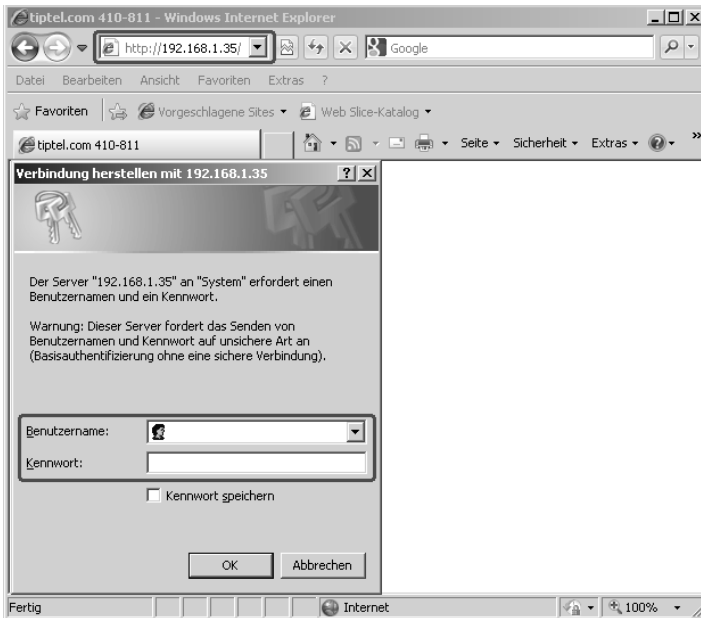 tiptel.com 410-811 - Windows Internet Explorer
http://192.168.1.35/
Google
Datei Bearbeiten Ansicht Favoriten Extras ?
Favoriten Vorgeschlagene Sites Web Slice-Katalog
tiptel.com 410-811 Seite Sicherheit Extras »
Verbindung herstellen mit 192.168.1.35
Der Server "192.168.1.35" an "System" erfordert einen
Benutzernamen und ein Kennwort.
Warnung: Dieser Server fordert das Senden von
Benutzernamen und Kennwort auf unsichere Art an
(Basisauthentifizierung ohne eine sichere Verbindung).
Benutzername:
Kennwort:
Kennwort speichern
OK Abbrechen
Fertig Internet 100%